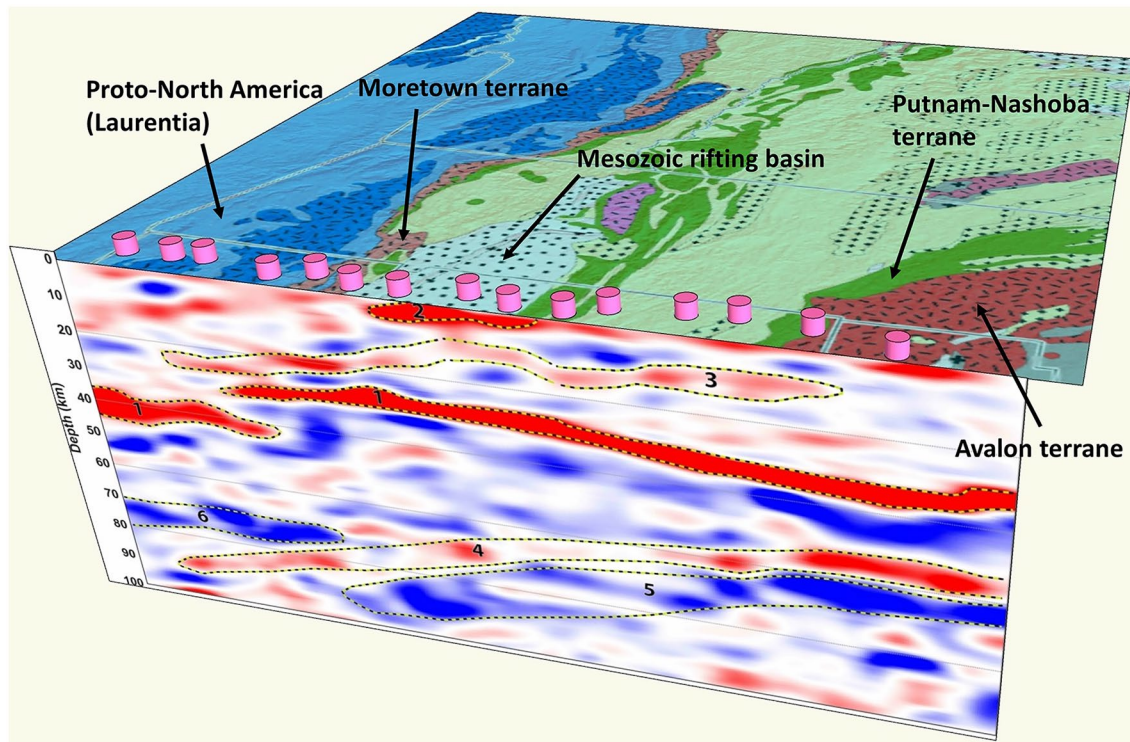 Proto-North America
(Laurentia)
Moretown terrane
Mesozoic rifting basin
Putnam-Nashoba
terrane
Avalon terrane
Depth (km)
0
10
20
30
40
50
60
70
80
90
100
1
1
2
3
4
5
6